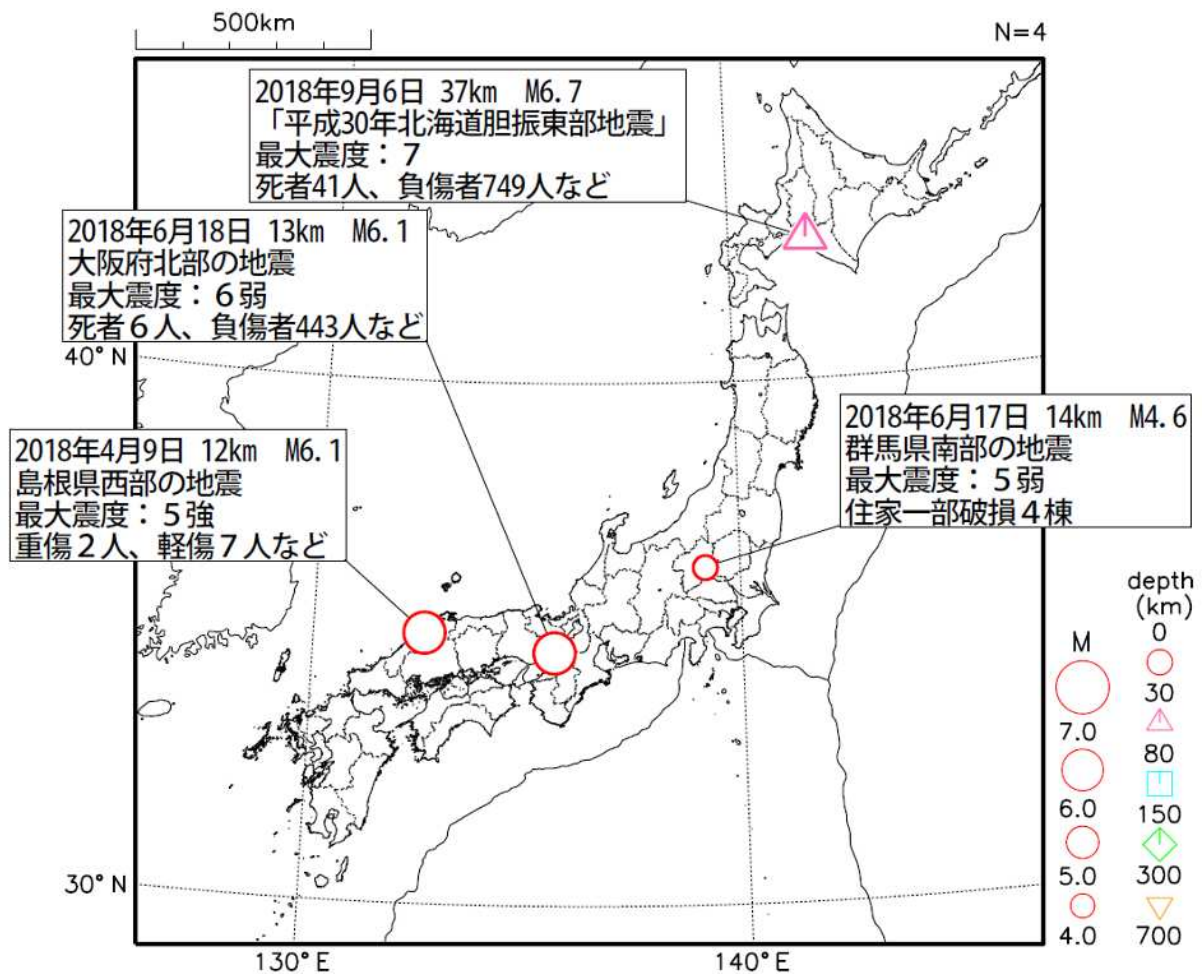 500km
N=4
2018年9月6日 37km M6.7
「平成30年北海道胆振東部地震」
最大震度：７
死者41人、負傷者749人など
2018年6月18日 13km M6.1
大阪府北部の地震
最大震度：６弱
死者６人、負傷者443人など
40°N
2018年6月17日 14km M4.6
群馬県南部の地震
最大震度：５弱
住家一部破損４棟
2018年4月9日 12km M6.1
島根県西部の地震
最大震度：５強
重傷２人、軽傷７人など
30°N
130°E
140°E
M
7.0
6.0
5.0
4.0
depth
(km)
0
30
80
150
300
700